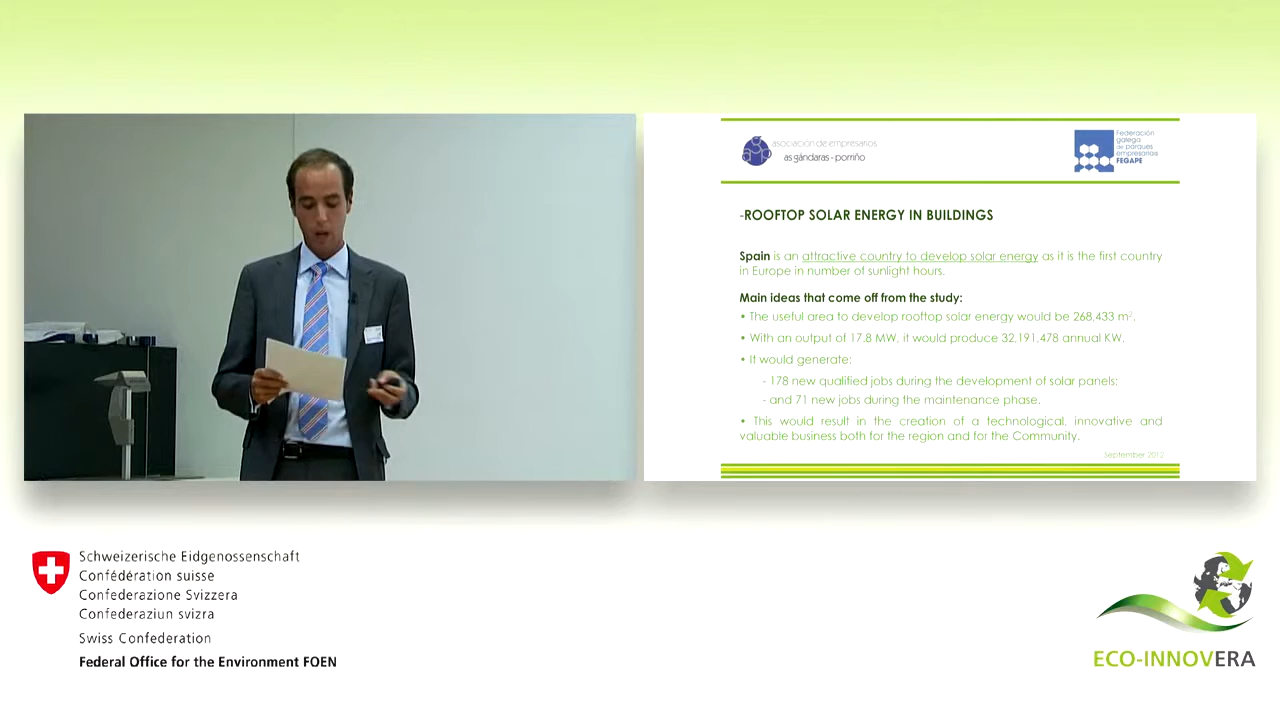 asociación de empresarios
as gándaras - porriño
Federación
galega
de parques
empresariais
FEGAPE
-ROOFTOP SOLAR ENERGY IN BUILDINGS
Spain is an attractive country to develop solar energy as it is the first country
in Europe in number of sunlight hours.
Main ideas that come off from the study:
• The useful area to develop rooftop solar energy would be 268,433 m².
• With an output of 17.8 MW, it would produce 32,191,478 annual KW.
• It would generate:
- 178 new qualified jobs during the development of solar panels;
- and 71 new jobs during the maintenance phase.
• This would result in the creation of a technological, innovative and
valuable business both for the region and for the Community.
September 2012
Schweizerische Eidgenossenschaft
Confédération suisse
Confederazione Svizzera
Confederaziun svizra
Swiss Confederation
Federal Office for the Environment FOEN
ECO-INNOVERA